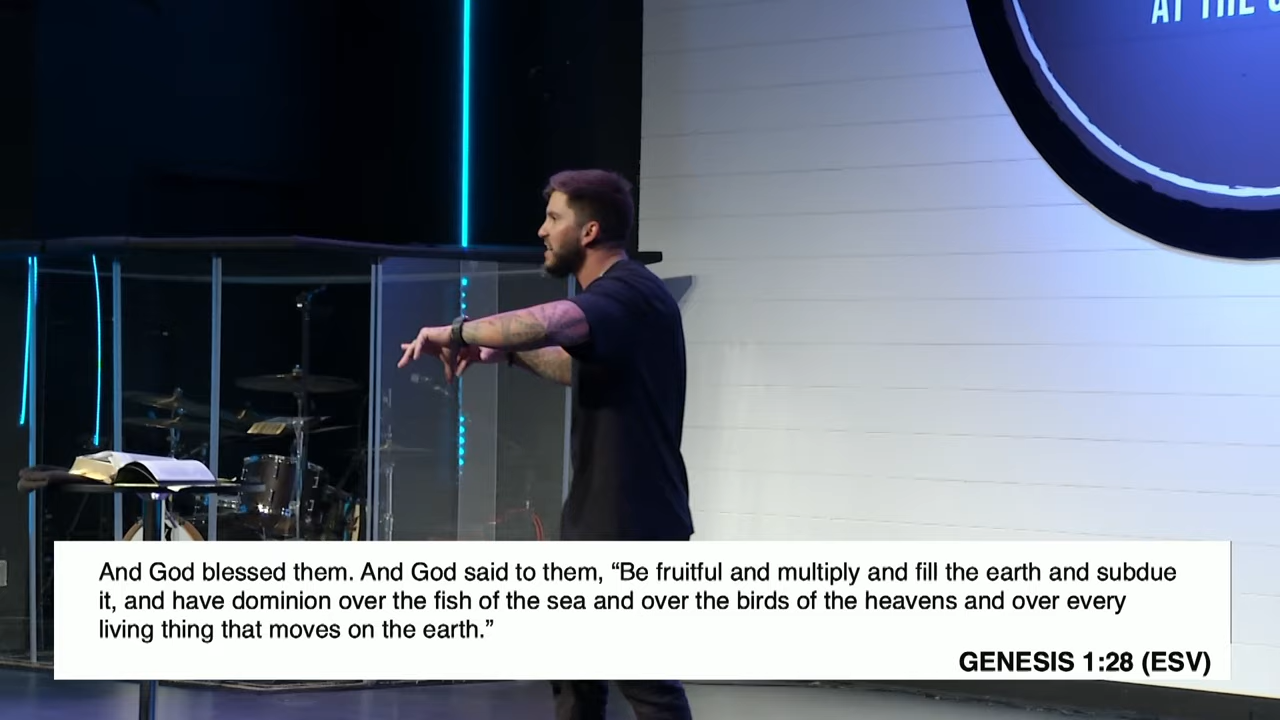 AT THE
And God blessed them. And God said to them, “Be fruitful and multiply and fill the earth and subdue
it, and have dominion over the fish of the sea and over the birds of the heavens and over every
living thing that moves on the earth.”
GENESIS 1:28 (ESV)